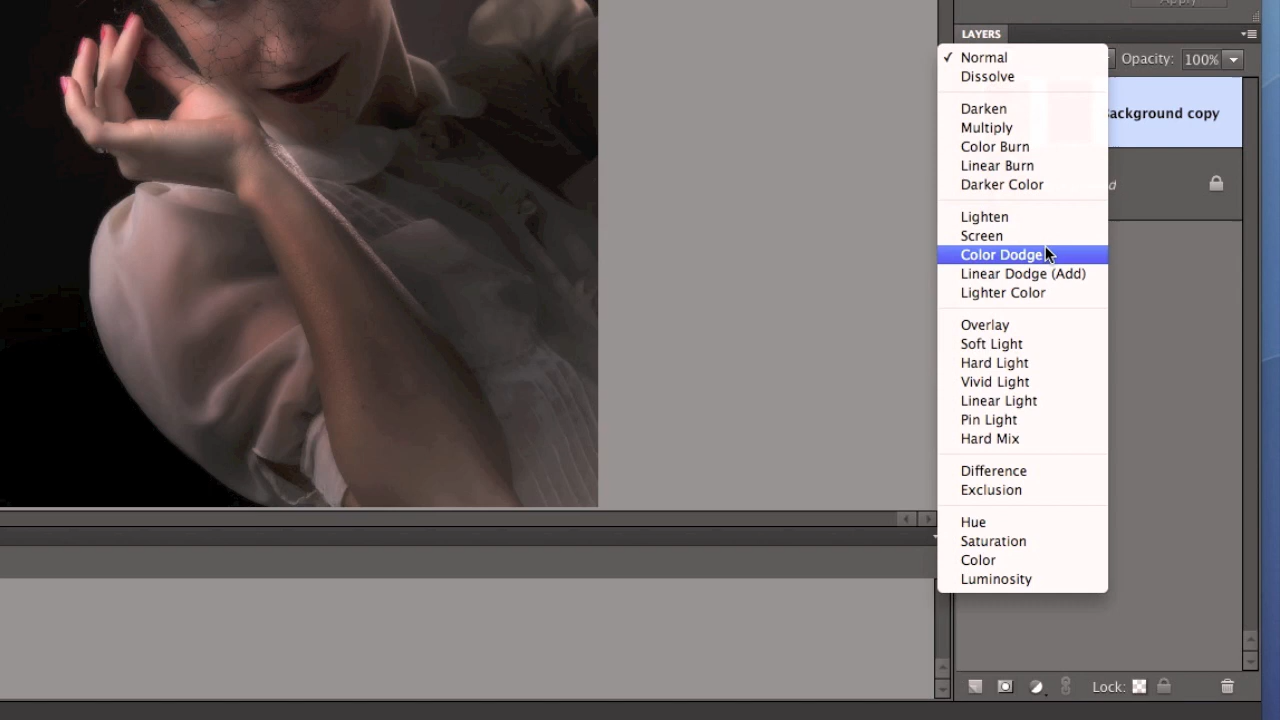 Apply
LAYERS
Normal
Opacity: 100%
Dissolve
Darken
Background copy
Multiply
Color Burn
Linear Burn
Darker Color
Lighten
Screen
Color Dodge
Linear Dodge (Add)
Lighter Color
Overlay
Soft Light
Hard Light
Vivid Light
Linear Light
Pin Light
Hard Mix
Difference
Exclusion
Hue
Saturation
Color
Luminosity
Lock: